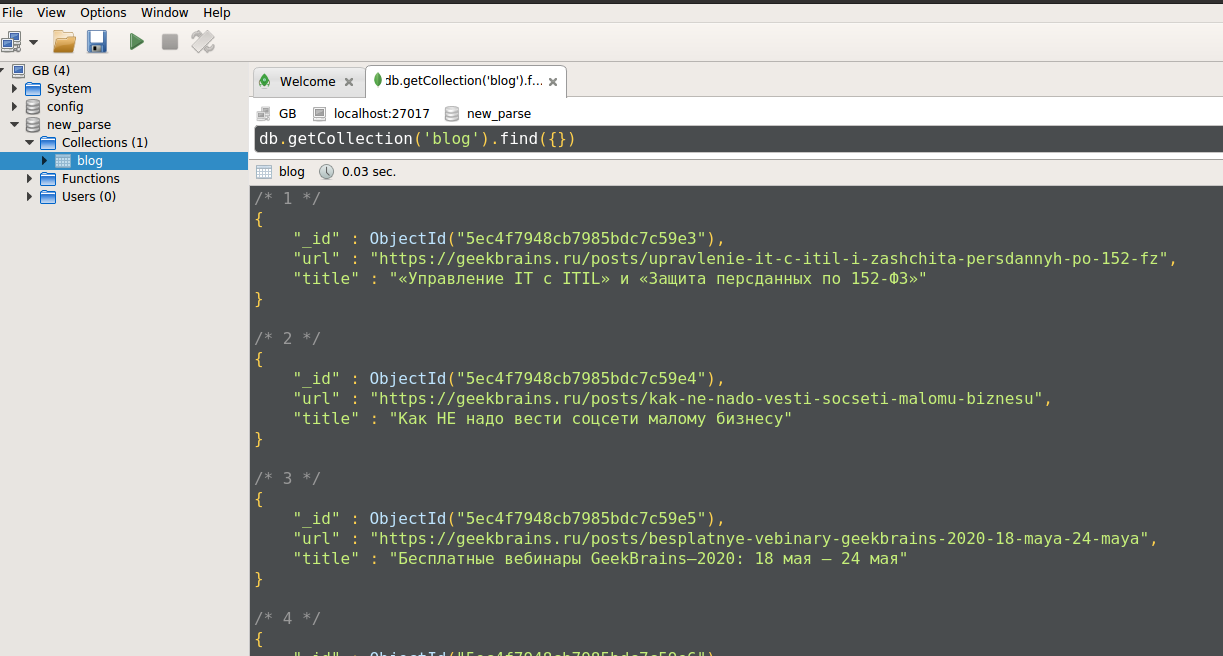 File View Options Window Help
GB (4)
System
config
new_parse
Collections (1)
blog
Functions
Users (0)
Welcome
db.getCollection('blog').f...
GB localhost:27017 new_parse
db.getCollection('blog').find({})
blog 0.03 sec.
/* 1 */
{
"_id" : ObjectId("5ec4f7948cb7985bdc7c59e3"),
"url" : "https://geekbrains.ru/posts/upravlenie-it-c-itil-i-zashchita-persdannyh-po-152-fz",
"title" : "«Управление IT с ITIL» и «Защита персданных по 152-ФЗ»"
}
/* 2 */
{
"_id" : ObjectId("5ec4f7948cb7985bdc7c59e4"),
"url" : "https://geekbrains.ru/posts/kak-ne-nado-vesti-socseti-malomu-biznesu",
"title" : "Как НЕ надо вести соцсети малому бизнесу"
}
/* 3 */
{
"_id" : ObjectId("5ec4f7948cb7985bdc7c59e5"),
"url" : "https://geekbrains.ru/posts/besplatnye-vebinary-geekbrains-2020-18-maya-24-maya",
"title" : "Бесплатные вебинары GeekBrains—2020: 18 мая — 24 мая"
}
/* 4 */
{
"_id" : ObjectId("5ec4f7948cb7985bdc7c59e6"),